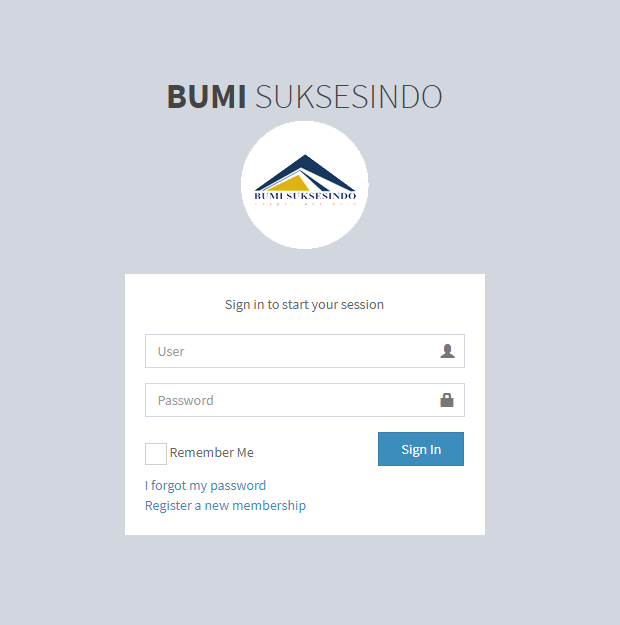 BUMI SUKSESINDO
BUMI SUKSESINDO
Sign in to start your session
User
Password
Remember Me
Sign In
I forgot my password
Register a new membership